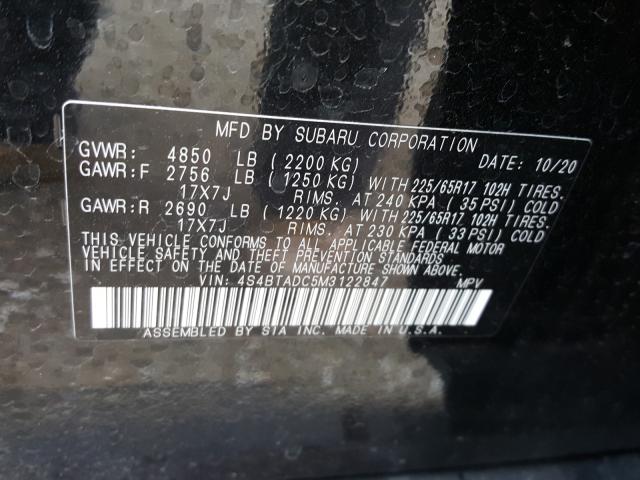 MFD BY SUBARU CORPORATION
GVWR: 4850 LB (2200 KG) DATE: 10/20
GAWR:F 2756 LB (1250 KG) WITH 225/65R17 102H TIRES.
17X7J RIMS. AT 240 KPA (35 PSI) COLD
GAWR:R 2690 LB (1220 KG) WITH 225/65R17 102H TIRES.
17X7J RIMS. AT 230 KPA (33 PSI) COLD
THIS VEHICLE CONFORMS TO ALL APPLICABLE FEDERAL MOTOR
VEHICLE SAFETY AND THEFT PREVENTION STANDARDS IN EFFECT ON THE DATE
OF MANUFACTURE SHOWN ABOVE.
VIN: 4S4BTADC5M3122847 MPV
ASSEMBLED BY SIA INC. MADE IN U.S.A.